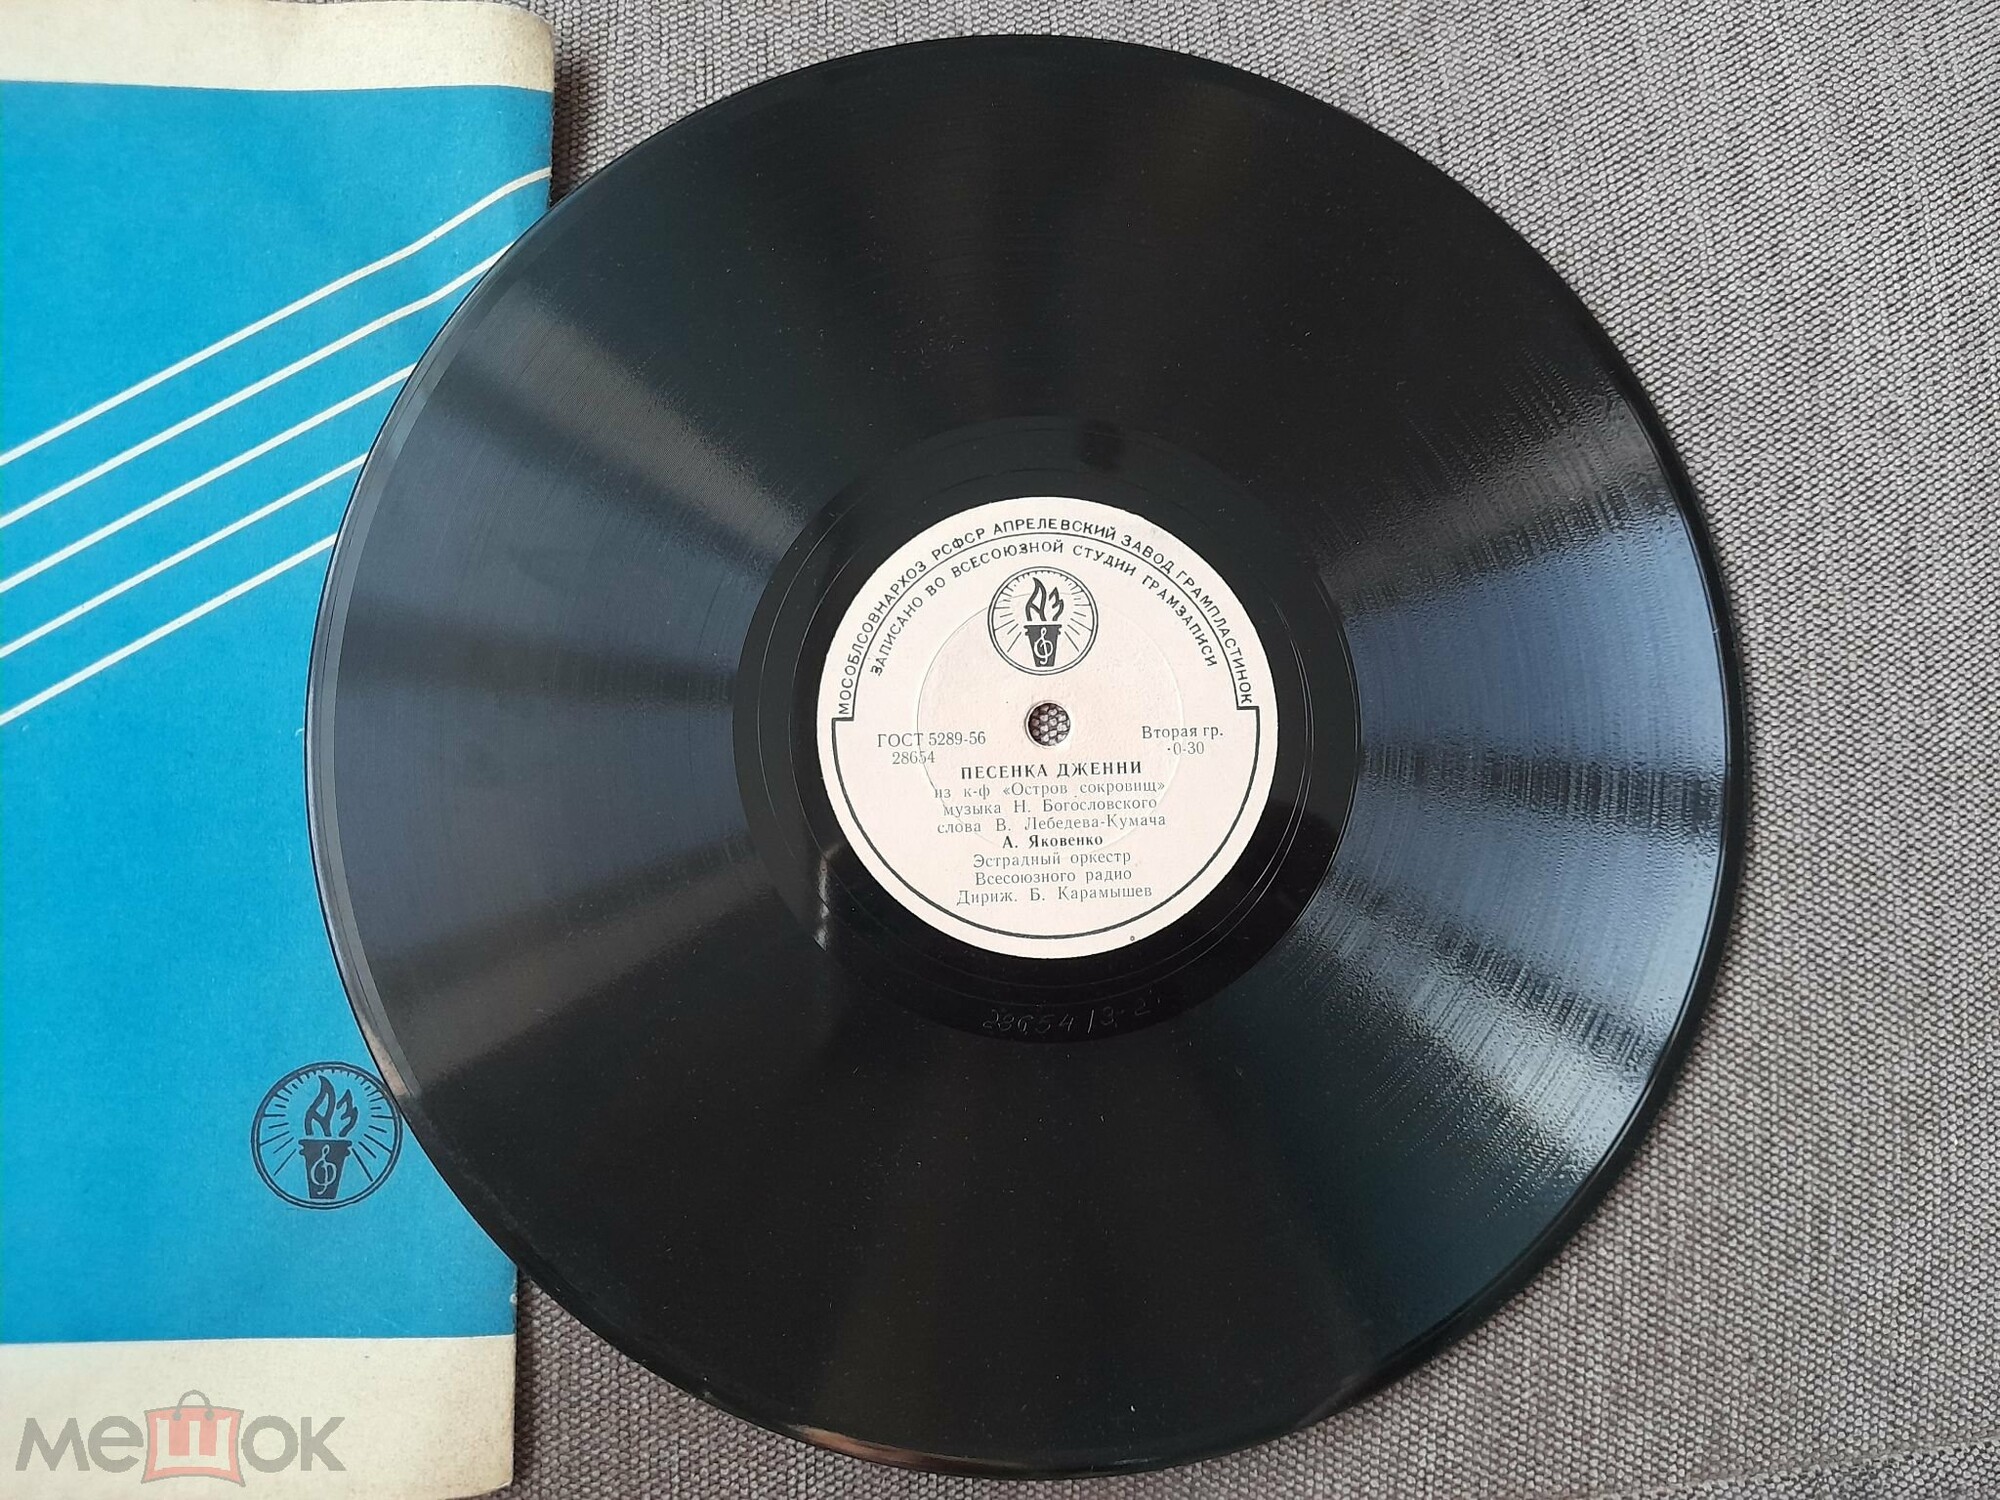 МОСОБЛСОВНАРХОЗ РСФСР АПРЕЛЕВСКИЙ ЗАВОД ГРАМПЛАСТИНОК
ЗАПИСАНО ВО ВСЕСОЮЗНОЙ СТУДИИ ГРАМЗАПИСИ
АЗ
ГОСТ 5289-56 Вторая гр.
28654 0-30
ПЕСЕНКА ДЖЕННИ
из к-ф «Остров сокровищ»
музыка Н. Богословского
слова В. Лебедева-Кумача
А. Яковенко
Эстрадный оркестр
Всесоюзного радио
Дириж. Б. Карамышев
28654/3-2
АЗ
мешок